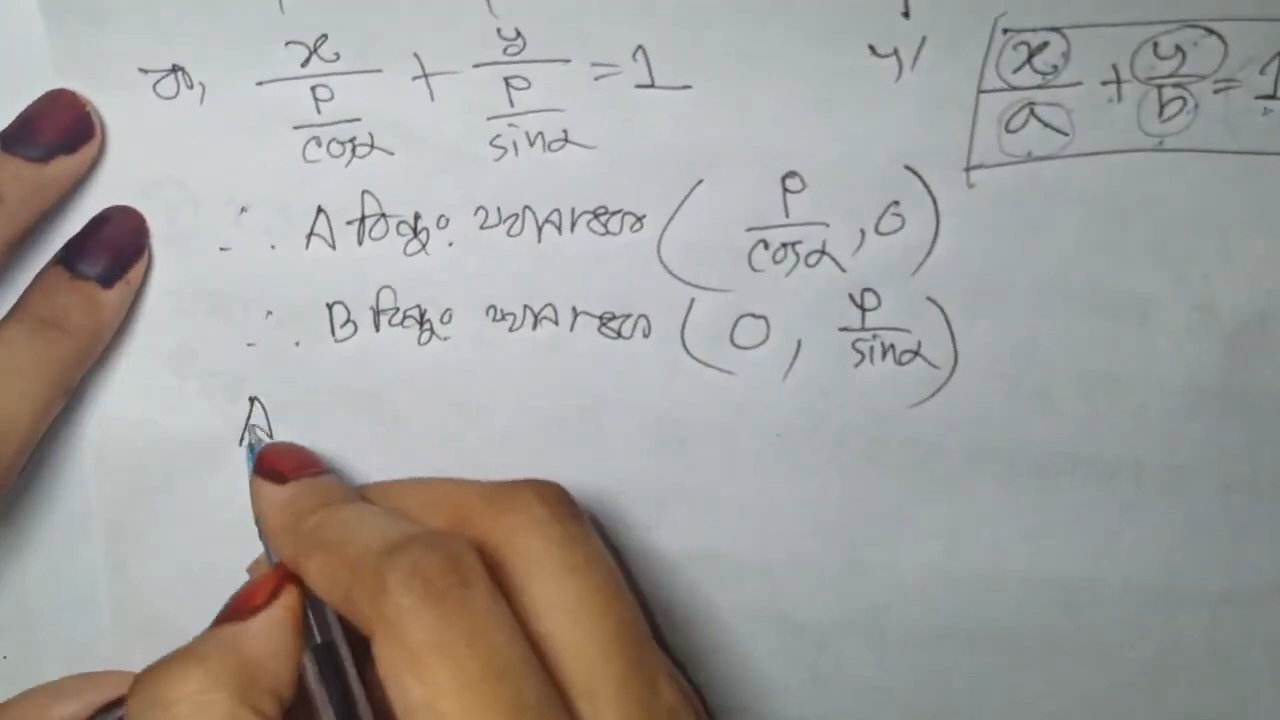 বা, x/(p/cosα) + y/(p/sinα) = 1
y/
x/a + y/b = 1
∴ A বিন্দুর স্থানাঙ্ক (p/cosα, 0)
∴ B বিন্দুর স্থানাঙ্ক (0, p/sinα)
A